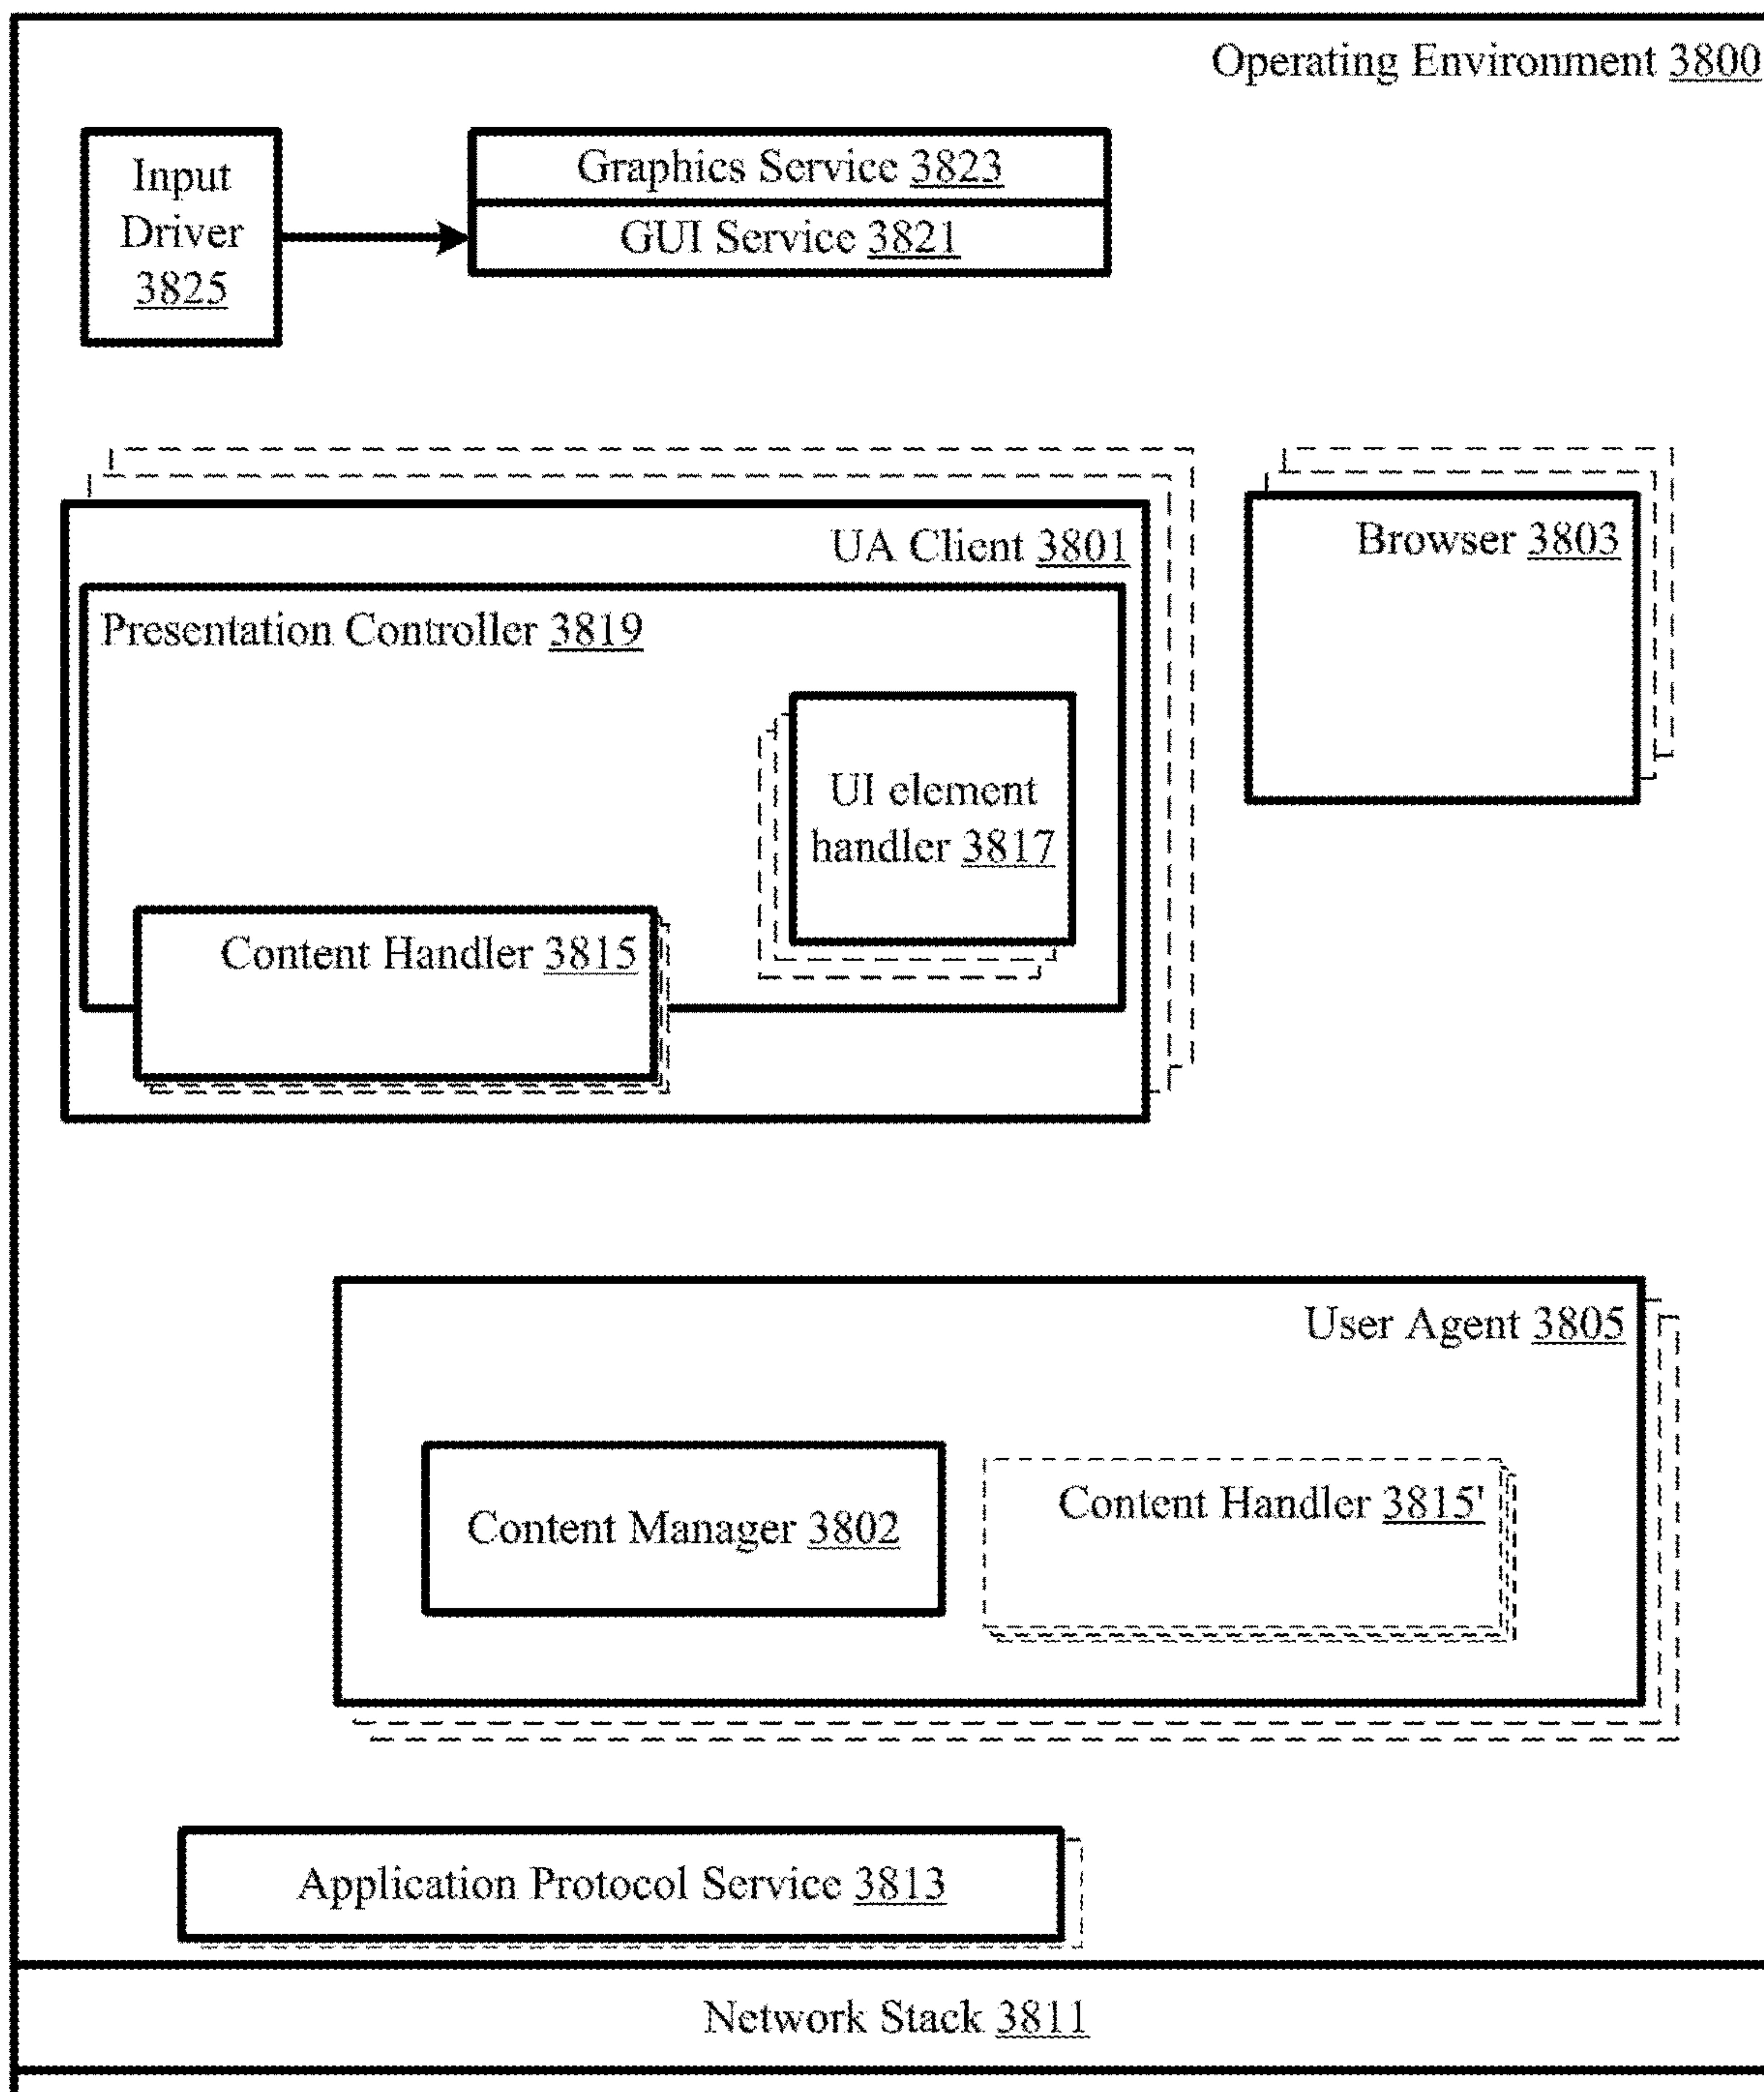 Operating Environment 3800
Input
Driver
3825
Graphics Service 3823
GUI Service 3821
UA Client 3801
Browser 3803
Presentation Controller 3819
UI element
handler 3817
Content Handler 3815
User Agent 3805
Content Manager 3802
Content Handler 3815'
Application Protocol Service 3813
Network Stack 3811